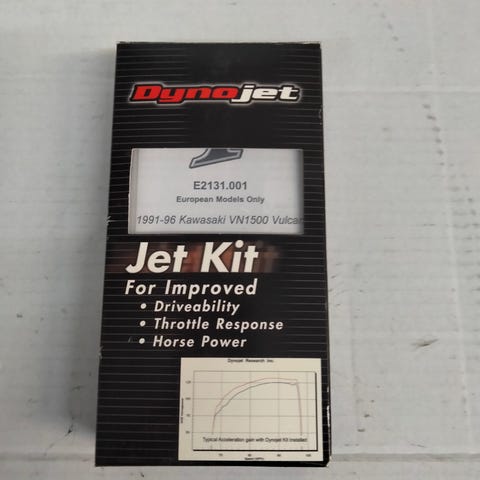 Dynojet
E2131.001
European Models Only
1991-96 Kawasaki VN1500 Vulcan
Jet Kit
For Improved
• Driveability
• Throttle Response
• Horse Power
Dynojet Research Inc.
Typical Acceleration gain with Dynojet Kit Installed